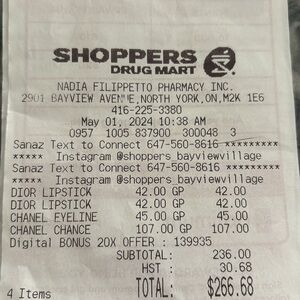 SHOPPERS
DRUG MART
NADIA FILIPPETTO PHARMACY INC.
2901 BAYVIEW AVENUE,NORTH YORK,ON,M2K 1E6
416-225-3380
May 01, 2024 10:38 AM
0957 1005 837900 300048 3
Sanaz Text to Connect 647-560-8616 **********
***** Instagram @shoppers_bayviewvillage
Sanaz Text to Connect 647-560-8616 **********
***** Instagram @shoppers_bayviewvillage
DIOR LIPSTICK 42.00 GP 42.00
DIOR LIPSTICK 42.00 GP 42.00
CHANEL EYELINE 45.00 GP 45.00
CHANEL CHANCE 107.00 GP 107.00
Digital BONUS 20X OFFER : 139935
SUBTOTAL: 236.00
HST : 30.68
4 Items TOTAL: $266.68